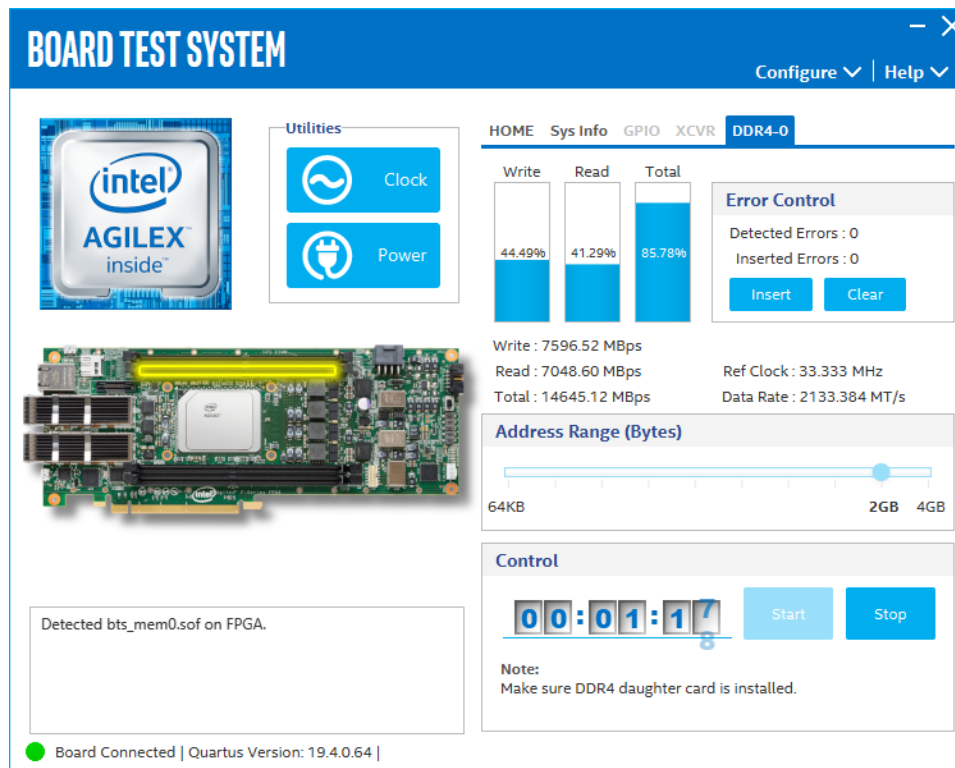 BOARD TEST SYSTEM
Configure
Help
intel
AGILEX™
inside™
Utilities
Clock
Power
HOME
Sys Info
GPIO
XCVR
DDR4-0
Write
Read
Total
44.49%
41.29%
85.78%
Error Control
Detected Errors : 0
Inserted Errors : 0
Insert
Clear
Write : 7596.52 MBps
Read : 7048.60 MBps
Total : 14645.12 MBps
Ref Clock : 33.333 MHz
Data Rate : 2133.384 MT/s
Address Range (Bytes)
64KB
2GB
4GB
Control
00:01:17
8
Start
Stop
Note:
Make sure DDR4 daughter card is installed.
Detected bts_mem0.sof on FPGA.
Board Connected | Quartus Version: 19.4.0.64 |